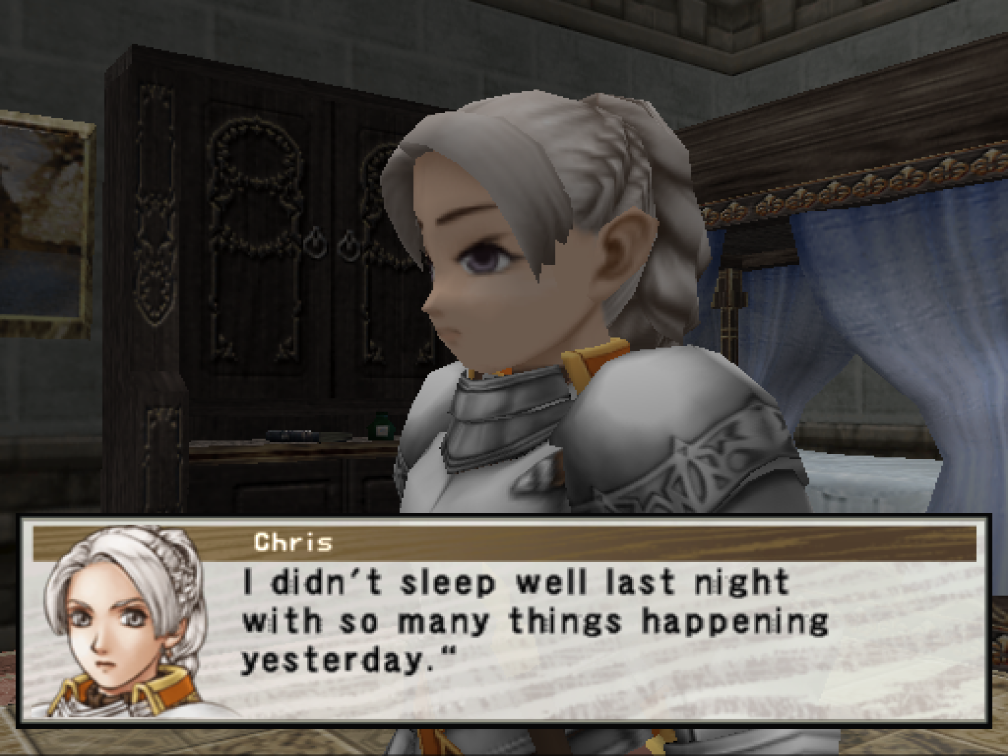 Chris
I didn't sleep well last night
with so many things happening
yesterday."